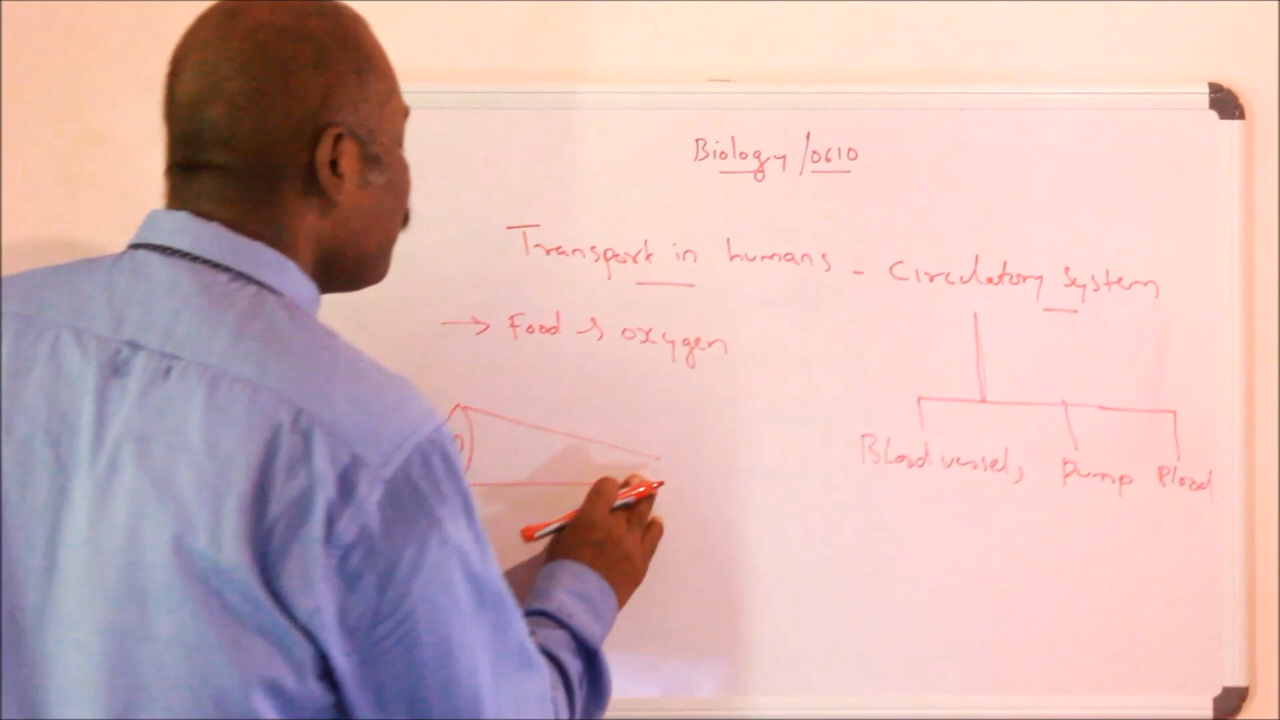 Biology /0610
Transport in humans - Circulatory System
→ Food & oxygen
Blood vessels, pump Blood